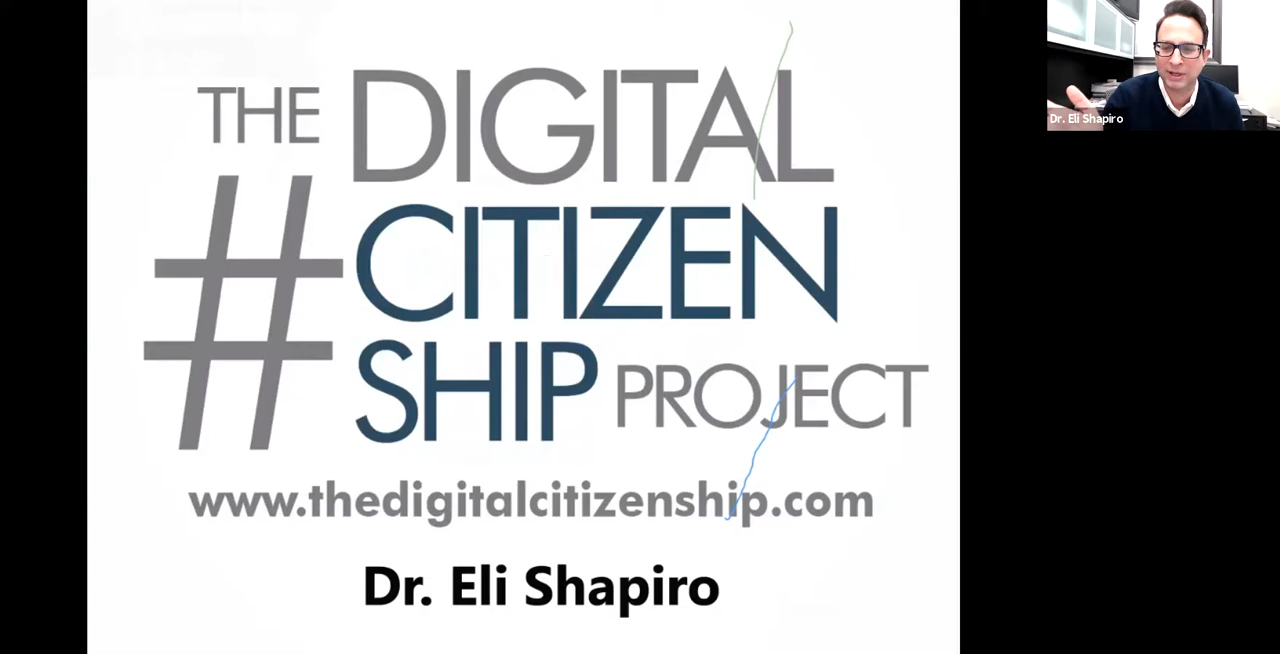 THE DIGITAL
# CITIZEN
SHIP PROJECT
www.thedigitalcitizenship.com
Dr. Eli Shapiro
Dr. Eli Shapiro